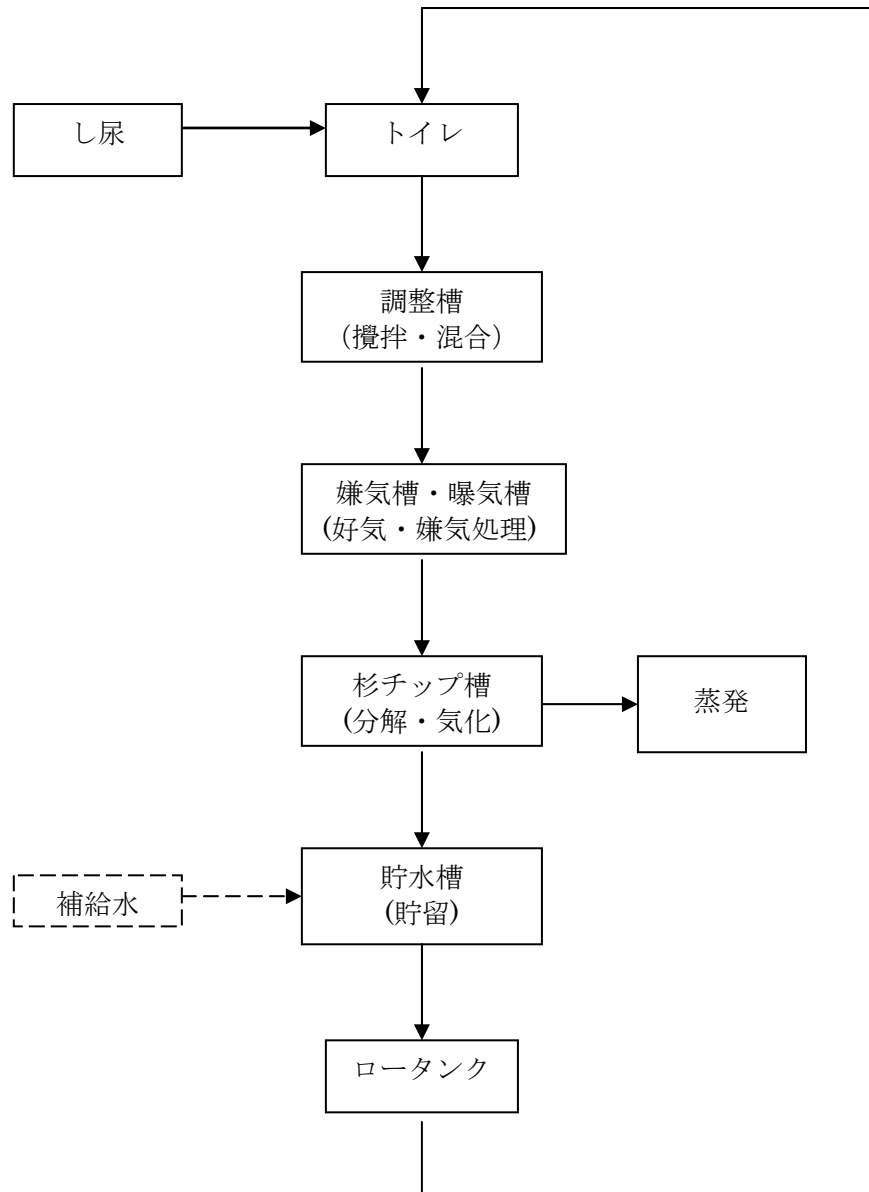 し尿
トイレ
調整槽
(攪拌・混合)
嫌気槽・曝気槽
(好気・嫌気処理)
杉チップ槽
(分解・気化)
蒸発
補給水
貯水槽
(貯留)
ロータンク